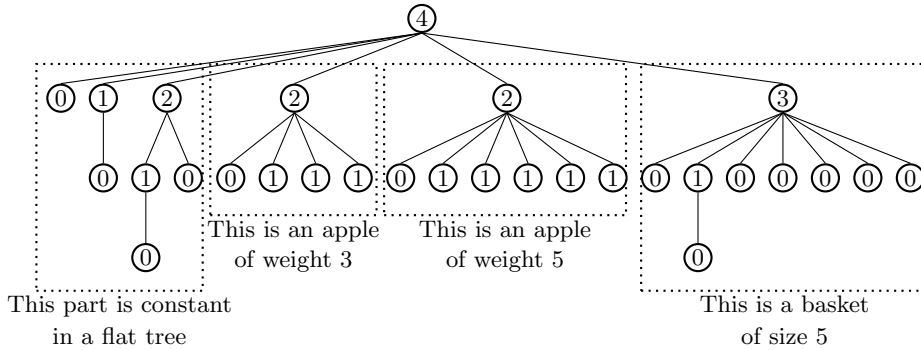 4
0 1 2 2 2 3
0 1 0 0 1 1 1 0 1 1 1 1 1 0 1 0 0 0 0 0
This is an apple This is an apple
of weight 3 of weight 5
0 0
This part is constant This is a basket
in a flat tree of size 5